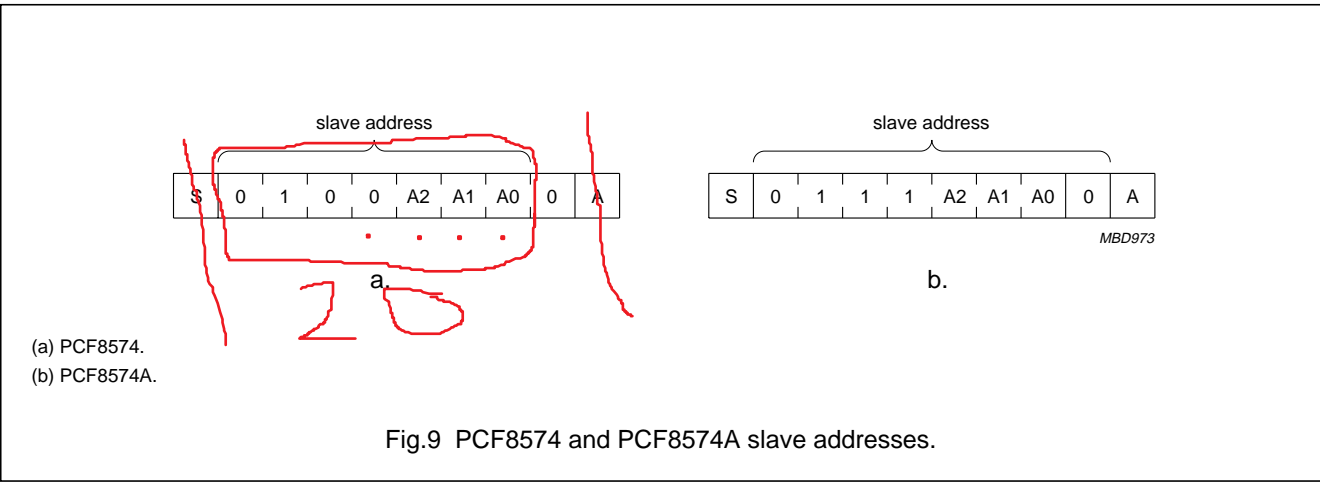 slave address
slave address
S 0 1 0 0 A2 A1 A0 0 A
S 0 1 1 1 A2 A1 A0 0 A
MBD973
a.
b.
20
(a) PCF8574.
(b) PCF8574A.
Fig.9 PCF8574 and PCF8574A slave addresses.